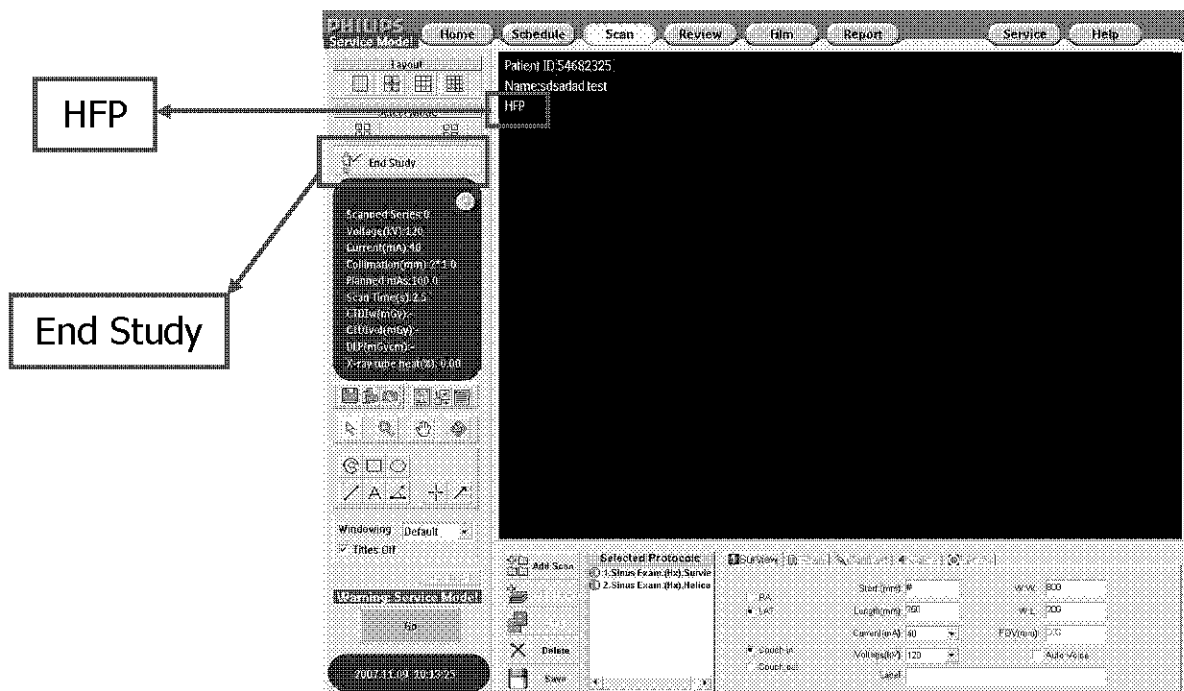 PHILIPS
Service Model
Home
Schedule
Scan
Review
Film
Report
Service
Help
Layout
Patient ID:54682325
Name:sdsadad test
HFP
HFP
End Study
End Study
Scanned Series:0
Voltage(kV):120
Current(mA):40
Collimation(mm):2*1.0
Planned mAs:100.0
Scan Time(s):2.5
CTDIw(mGy):-
CTDIvol(mGy):-
DLP(mGycm):-
X-ray tube heat(%): 0.00
A
Windowing Default
Titles Off
Warning: Service Model
Go
2007.11.09 10:13:25
Add Scan
Delete
Save
Selected Protocols
1.Sinus Exam.(Hx).Survie
2.Sinus Exam.(Hx).Helica
Surview
PA
LAT
Couch in
Couch out
Start(mm):
Length(mm):
Current(mA): 40
Voltage(kV): 120
Label:
W.W. 800
W.L. 200
FOV(mm):
Auto Voice